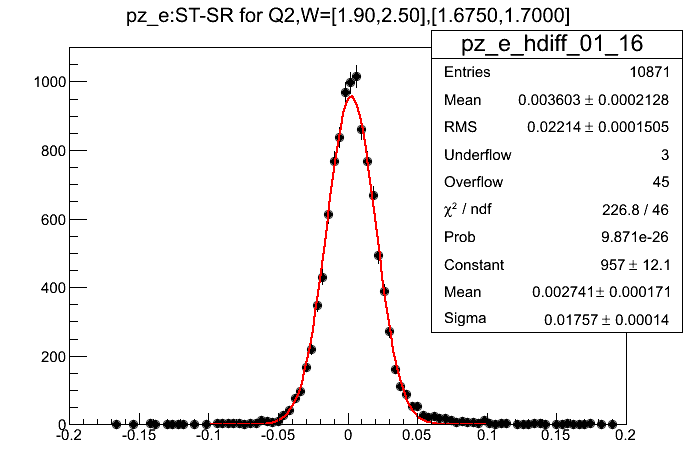 pz_e:ST-SR for Q2,W=[1.90,2.50],[1.6750,1.7000]
pz_e_hdiff_01_16
Entries 10871
Mean 0.003603 ± 0.0002128
RMS 0.02214 ± 0.0001505
Underflow 3
Overflow 45
χ² / ndf 226.8 / 46
Prob 9.871e-26
Constant 957 ± 12.1
Mean 0.002741 ± 0.000171
Sigma 0.01757 ± 0.00014
1000
800
600
400
200
0
-0.2 -0.15 -0.1 -0.05 0 0.05 0.1 0.15 0.2